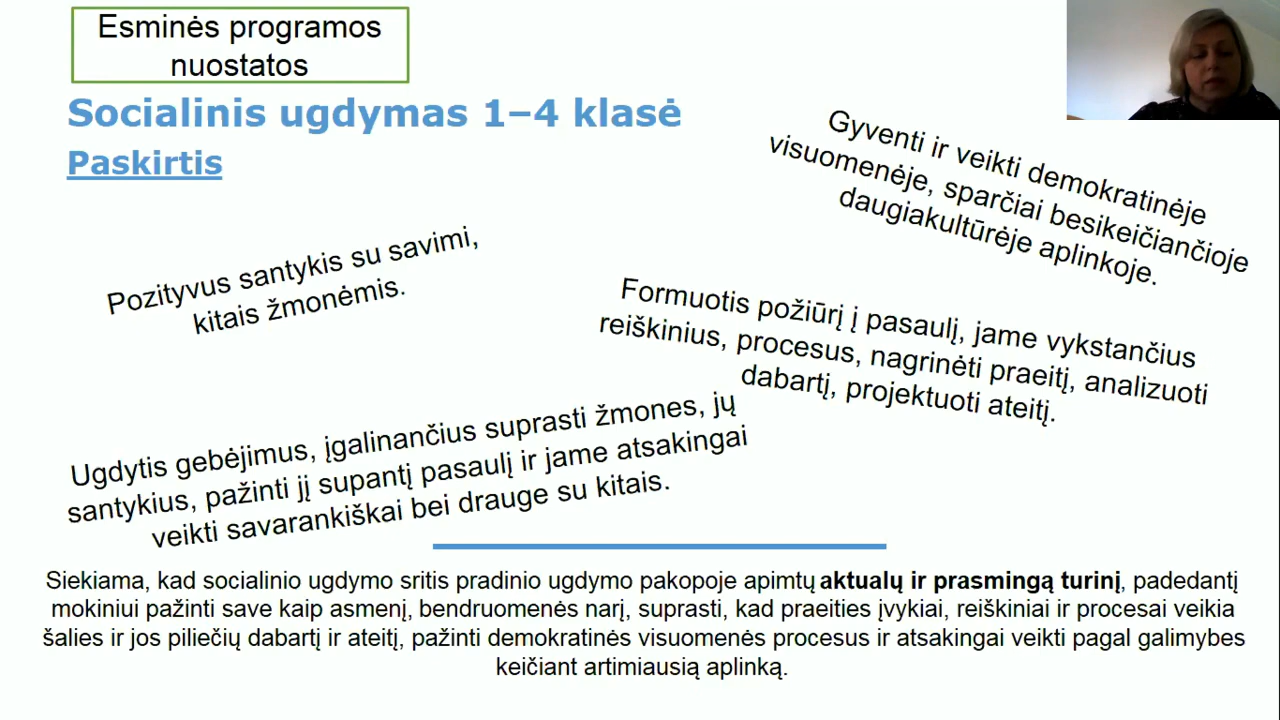 Esminės programos
nuostatos
Socialinis ugdymas 1–4 klasė
Paskirtis
Gyventi ir veikti demokratinėje
visuomenėje, sparčiai besikeičiančioje
daugiakultūrėje aplinkoje.
Pozityvus santykis su savimi,
kitais žmonėmis.
Formuotis požiūrį į pasaulį, jame vykstančius
reiškinius, procesus, nagrinėti praeitį, analizuoti
dabartį, projektuoti ateitį.
Ugdytis gebėjimus, įgalinančius suprasti žmones, jų
santykius, pažinti jį supantį pasaulį ir jame atsakingai
veikti savarankiškai bei drauge su kitais.
Siekiama, kad socialinio ugdymo sritis pradinio ugdymo pakopoje apimtų aktualų ir prasmingą turinį, padedantį
mokiniui pažinti save kaip asmenį, bendruomenės narį, suprasti, kad praeities įvykiai, reiškiniai ir procesai veikia
šalies ir jos piliečių dabartį ir ateitį, pažinti demokratinės visuomenės procesus ir atsakingai veikti pagal galimybes
keičiant artimiausią aplinką.